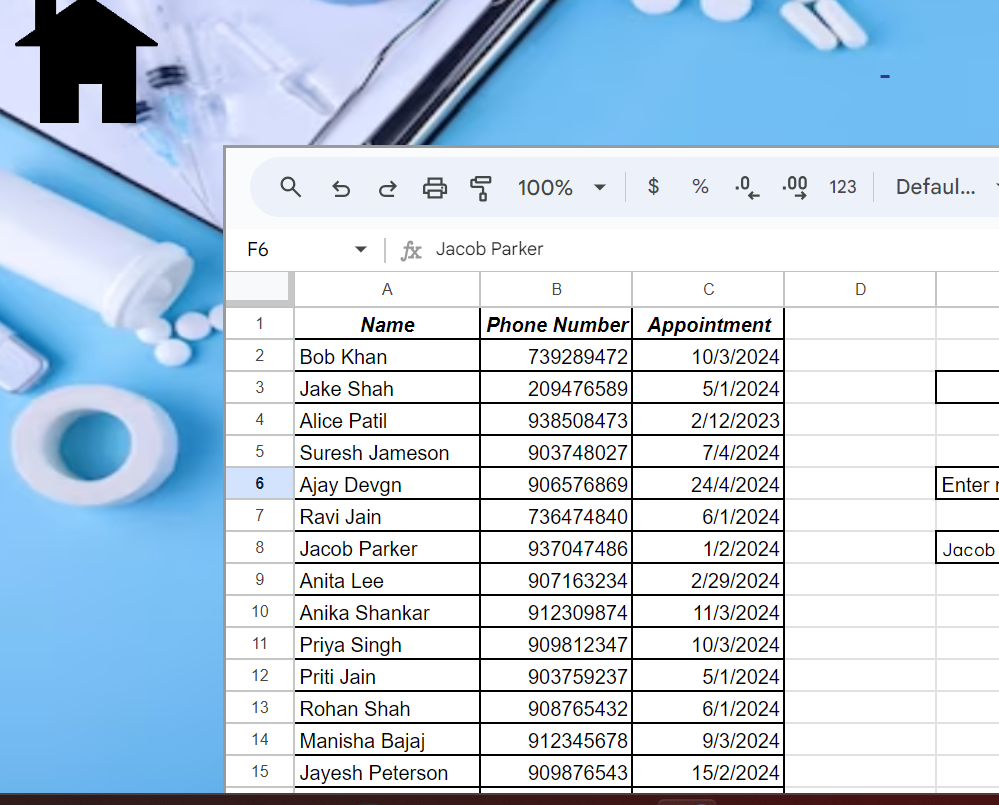 100% $ % .0 .00 123 Defaul...
F6 fx Jacob Parker
A B C D
1 Name Phone Number Appointment
2 Bob Khan 739289472 10/3/2024
3 Jake Shah 209476589 5/1/2024
4 Alice Patil 938508473 2/12/2023
5 Suresh Jameson 903748027 7/4/2024
6 Ajay Devgn 906576869 24/4/2024 Enter
7 Ravi Jain 736474840 6/1/2024
8 Jacob Parker 937047486 1/2/2024 Jacob
9 Anita Lee 907163234 2/29/2024
10 Anika Shankar 912309874 11/3/2024
11 Priya Singh 909812347 10/3/2024
12 Priti Jain 903759237 5/1/2024
13 Rohan Shah 908765432 6/1/2024
14 Manisha Bajaj 912345678 9/3/2024
15 Jayesh Peterson 909876543 15/2/2024